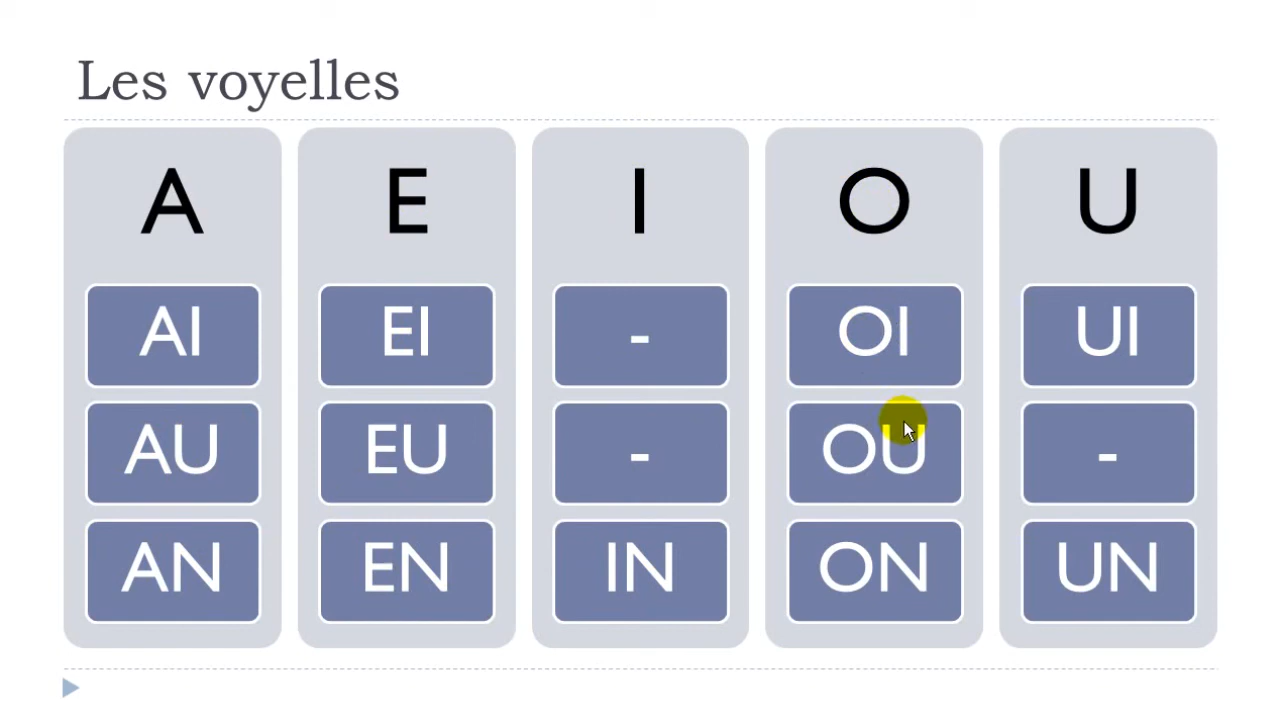 Les voyelles
A E I O U
AI EI - OI UI
AU EU - OU -
AN EN IN ON UN